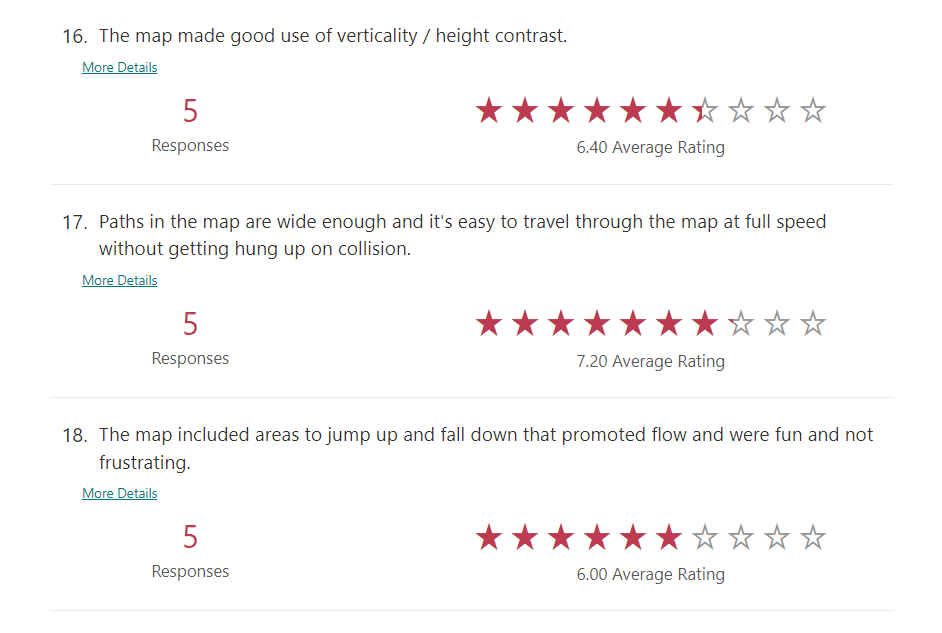 16. The map made good use of verticality / height contrast.
More Details
5
Responses
6.40 Average Rating
17. Paths in the map are wide enough and it's easy to travel through the map at full speed
without getting hung up on collision.
More Details
5
Responses
7.20 Average Rating
18. The map included areas to jump up and fall down that promoted flow and were fun and not
frustrating.
More Details
5
Responses
6.00 Average Rating